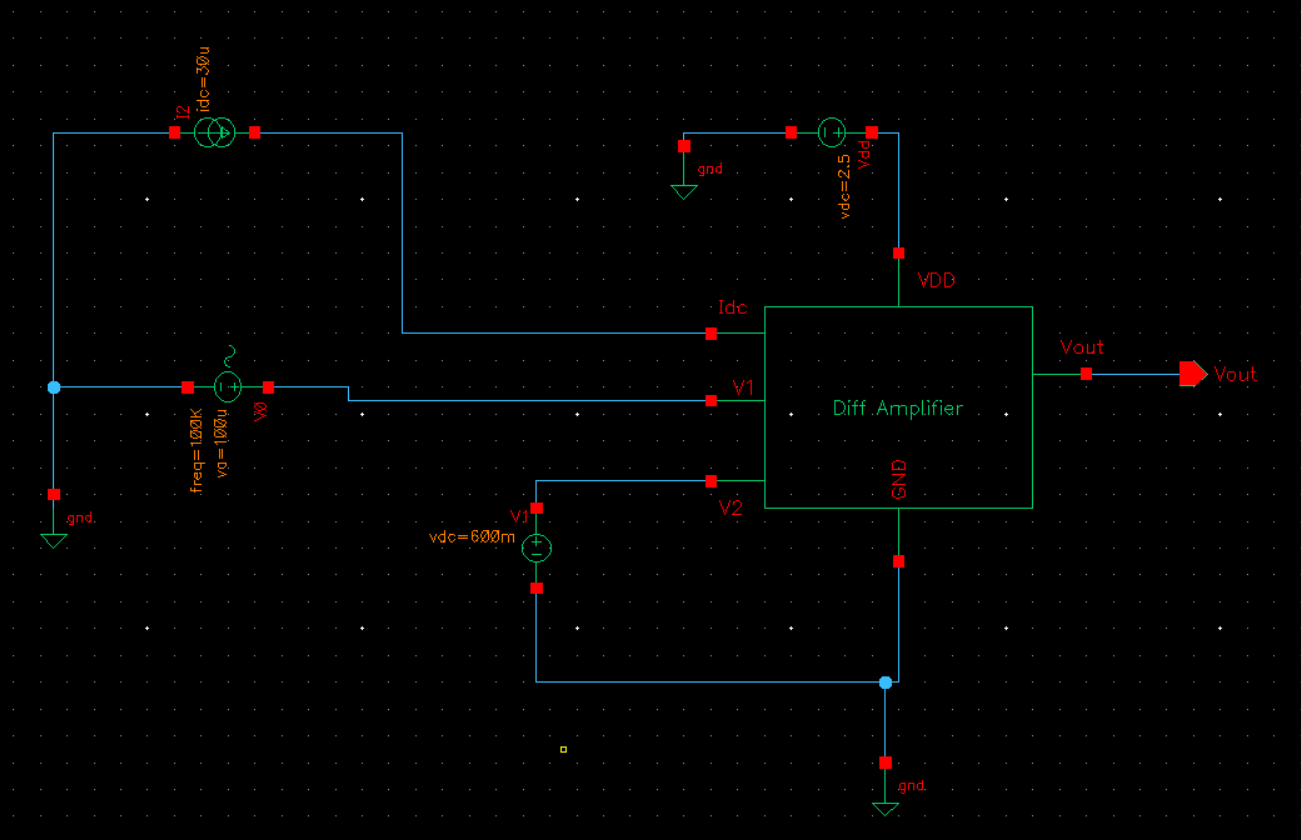 I2
idc=30u
gnd
vdc=2.5
Vdd
VDD
Idc
Vout
Vout
V1
Diff Amplifier
freq=100K
va=100u
V0
GND
V2
gnd
V1
vdc=600m
gnd